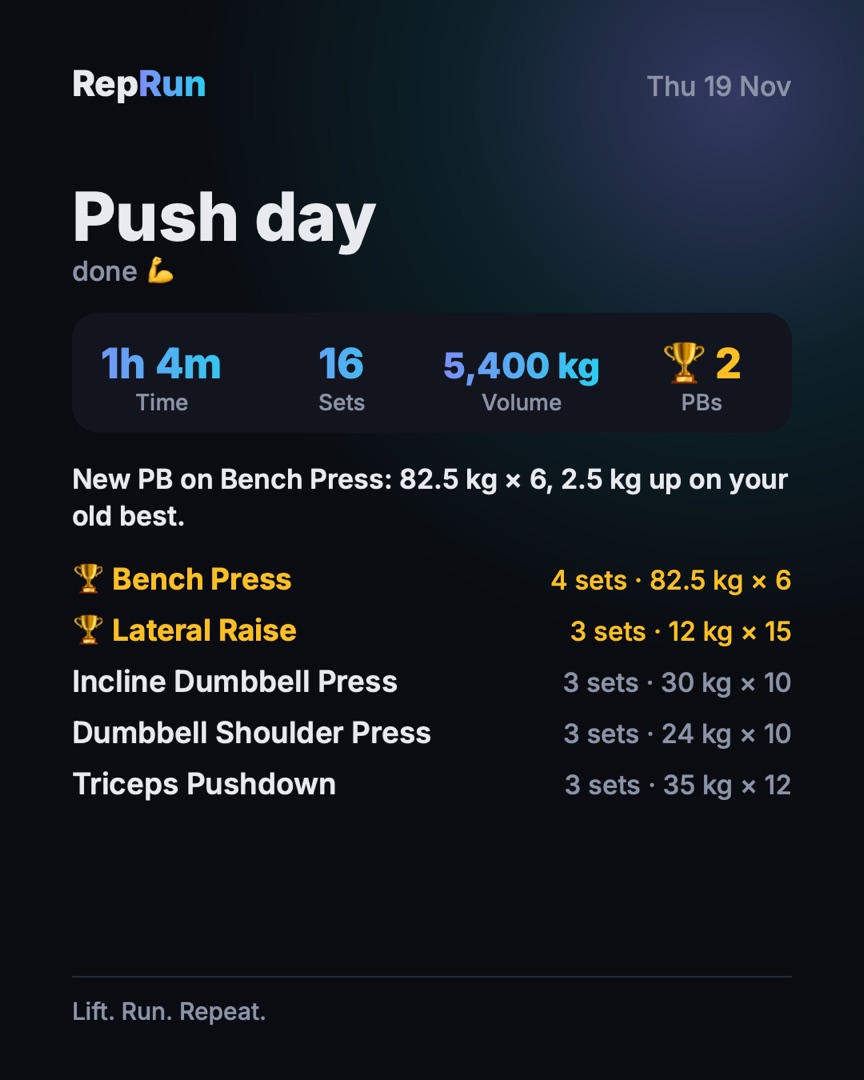 RepRun
Thu 19 Nov
Push day
done 💪
1h 4m
16
5,400 kg
🏆 2
Time
Sets
Volume
PBs
New PB on Bench Press: 82.5 kg × 6, 2.5 kg up on your
old best.
🏆 Bench Press 4 sets · 82.5 kg × 6
🏆 Lateral Raise 3 sets · 12 kg × 15
Incline Dumbbell Press 3 sets · 30 kg × 10
Dumbbell Shoulder Press 3 sets · 24 kg × 10
Triceps Pushdown 3 sets · 35 kg × 12
Lift. Run. Repeat.